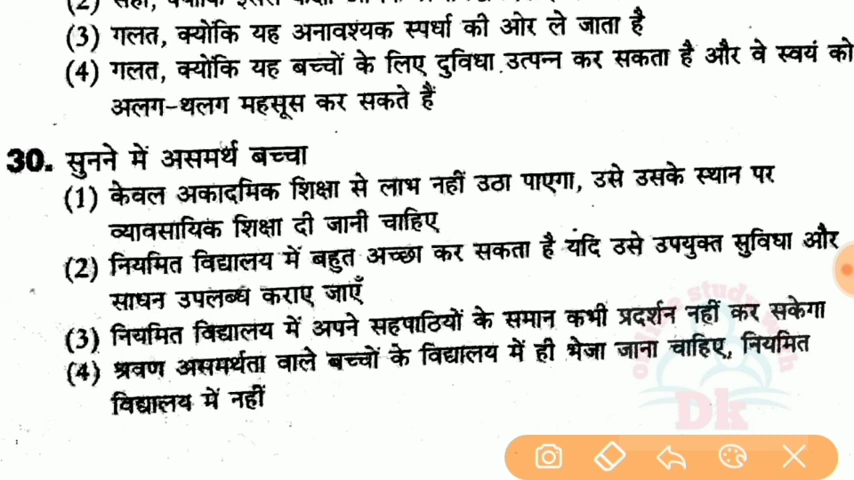 (3) गलत, क्योंकि यह अनावश्यक स्पर्धा की ओर ले जाता है
(4) गलत, क्योंकि यह बच्चों के लिए दुविधा उत्पन्न कर सकता है और वे स्वयं को
अलग-थलग महसूस कर सकते हैं
30. सुनने में असमर्थ बच्चा
(1) केवल अकादमिक शिक्षा से लाभ नहीं उठा पाएगा, उसे उसके स्थान पर
व्यावसायिक शिक्षा दी जानी चाहिए
(2) नियमित विद्यालय में बहुत अच्छा कर सकता है यदि उसे उपयुक्त सुविधा और
साधन उपलब्ध कराए जाएँ
(3) नियमित विद्यालय में अपने सहपाठियों के समान कभी प्रदर्शन नहीं कर सकेगा
(4) श्रवण असमर्थता वाले बच्चों के विद्यालय में ही भेजा जाना चाहिए, नियमित
विद्यालय में नहीं
Dk